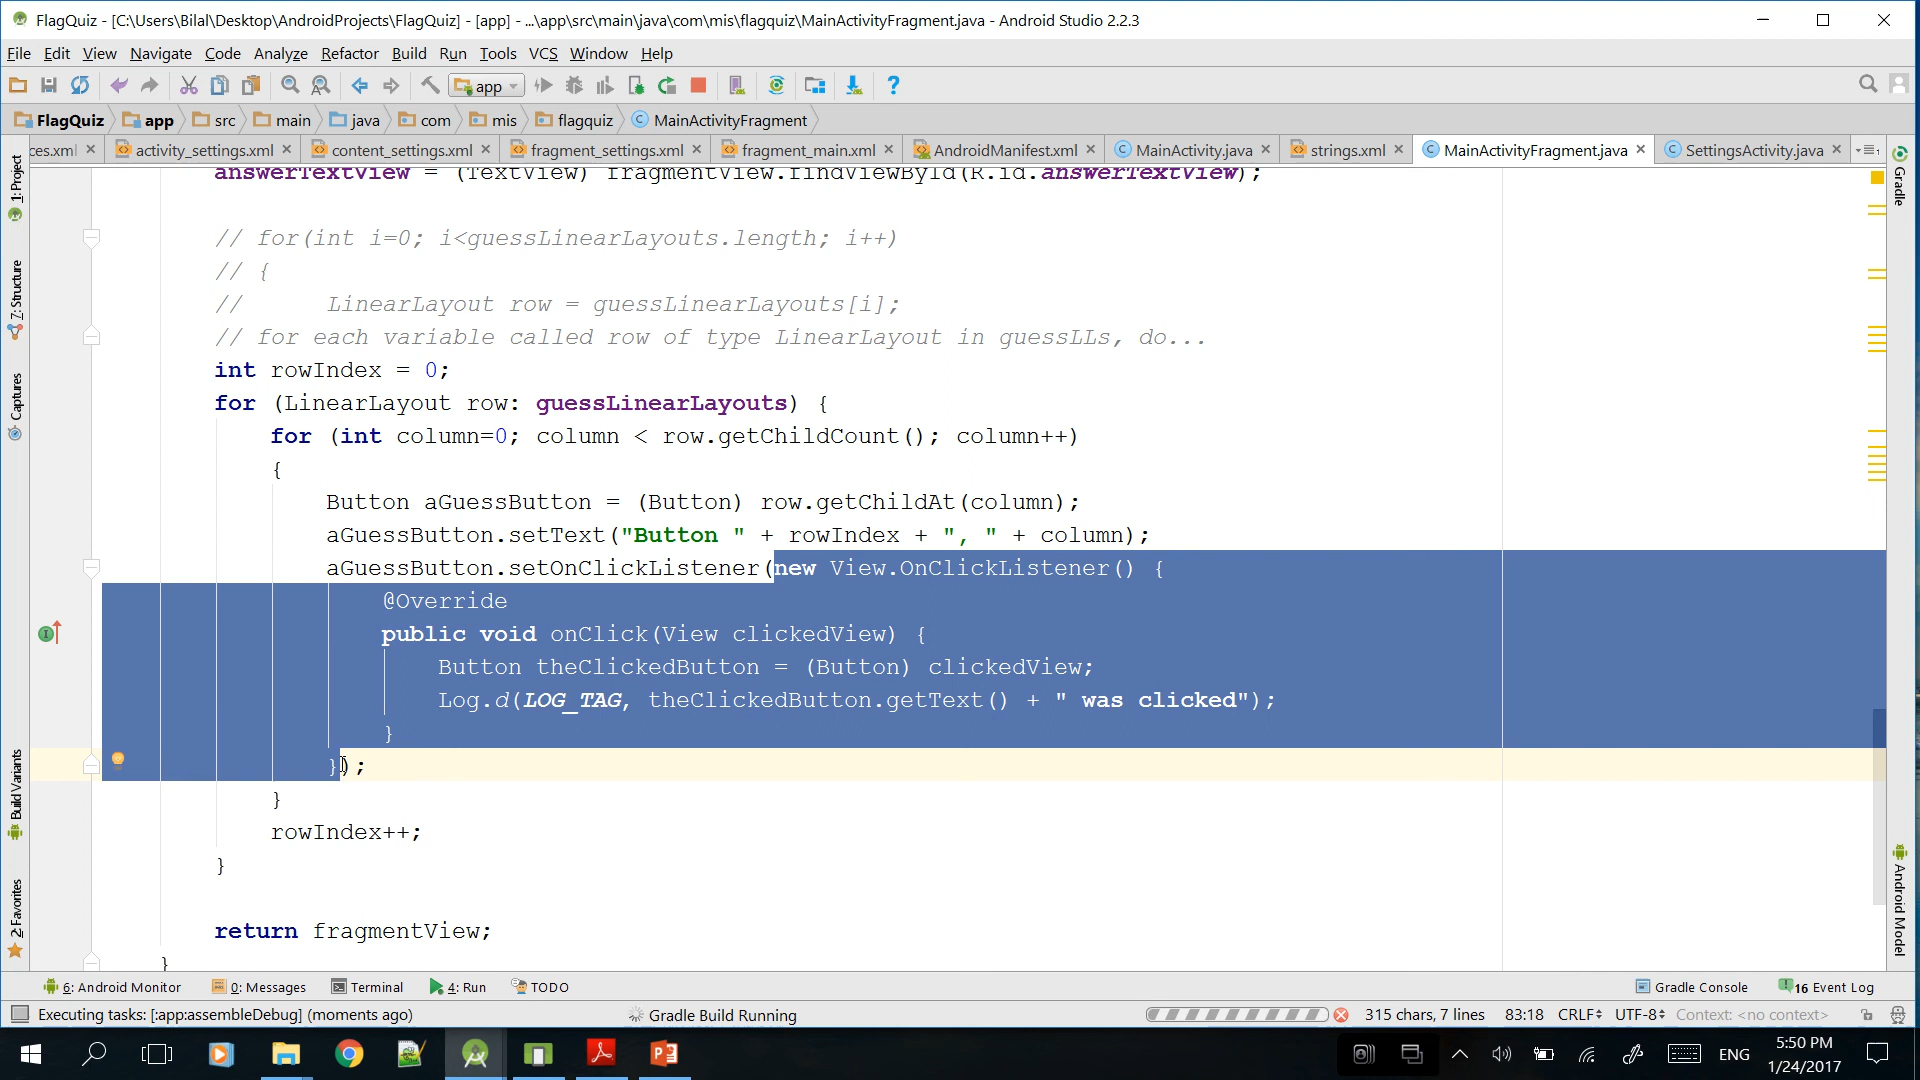 FlagQuiz - [C:\Users\Bilal\Desktop\AndroidProjects\FlagQuiz] - [app] - ...\app\src\main\java\com\mis\flagquiz\MainActivityFragment.java - Android Studio 2.2.3
File Edit View Navigate Code Analyze Refactor Build Run Tools VCS Window Help
app
FlagQuiz app src main java com mis flagquiz MainActivityFragment
ces.xml activity_settings.xml content_settings.xml fragment_settings.xml fragment_main.xml AndroidManifest.xml MainActivity.java strings.xml MainActivityFragment.java SettingsActivity.java
1: Project
7: Structure
Captures
Build Variants
2: Favorites
answerTextView = (TextView) fragmentView.findViewById(R.id.answerTextView);
// for(int i=0; i<guessLinearLayouts.length; i++)
// {
//      LinearLayout row = guessLinearLayouts[i];
// for each variable called row of type LinearLayout in guessLLs, do...
int rowIndex = 0;
for (LinearLayout row: guessLinearLayouts) {
for (int column=0; column < row.getChildCount(); column++)
{
Button aGuessButton = (Button) row.getChildAt(column);
aGuessButton.setText("Button " + rowIndex + ", " + column);
aGuessButton.setOnClickListener(new View.OnClickListener() {
@Override
public void onClick(View clickedView) {
Button theClickedButton = (Button) clickedView;
Log.d(LOG_TAG, theClickedButton.getText() + " was clicked");
}
});
}
rowIndex++;
}
return fragmentView;
}
Gradle
Android Model
6: Android Monitor 0: Messages Terminal 4: Run TODO Gradle Console 16 Event Log
Executing tasks: [:app:assembleDebug] (moments ago) Gradle Build Running 315 chars, 7 lines 83:18 CRLF UTF-8 Context: <no context>
ENG 5:50 PM
1/24/2017